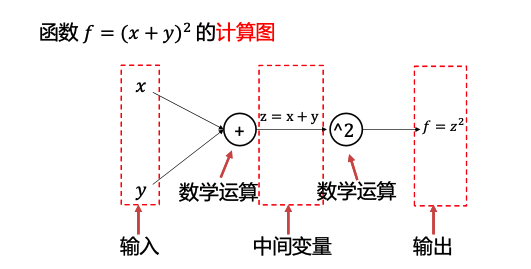 函数 f = (x + y)² 的计算图
x
z = x + y
+
^2
f = z²
y
数学运算
数学运算
输入
中间变量
输出